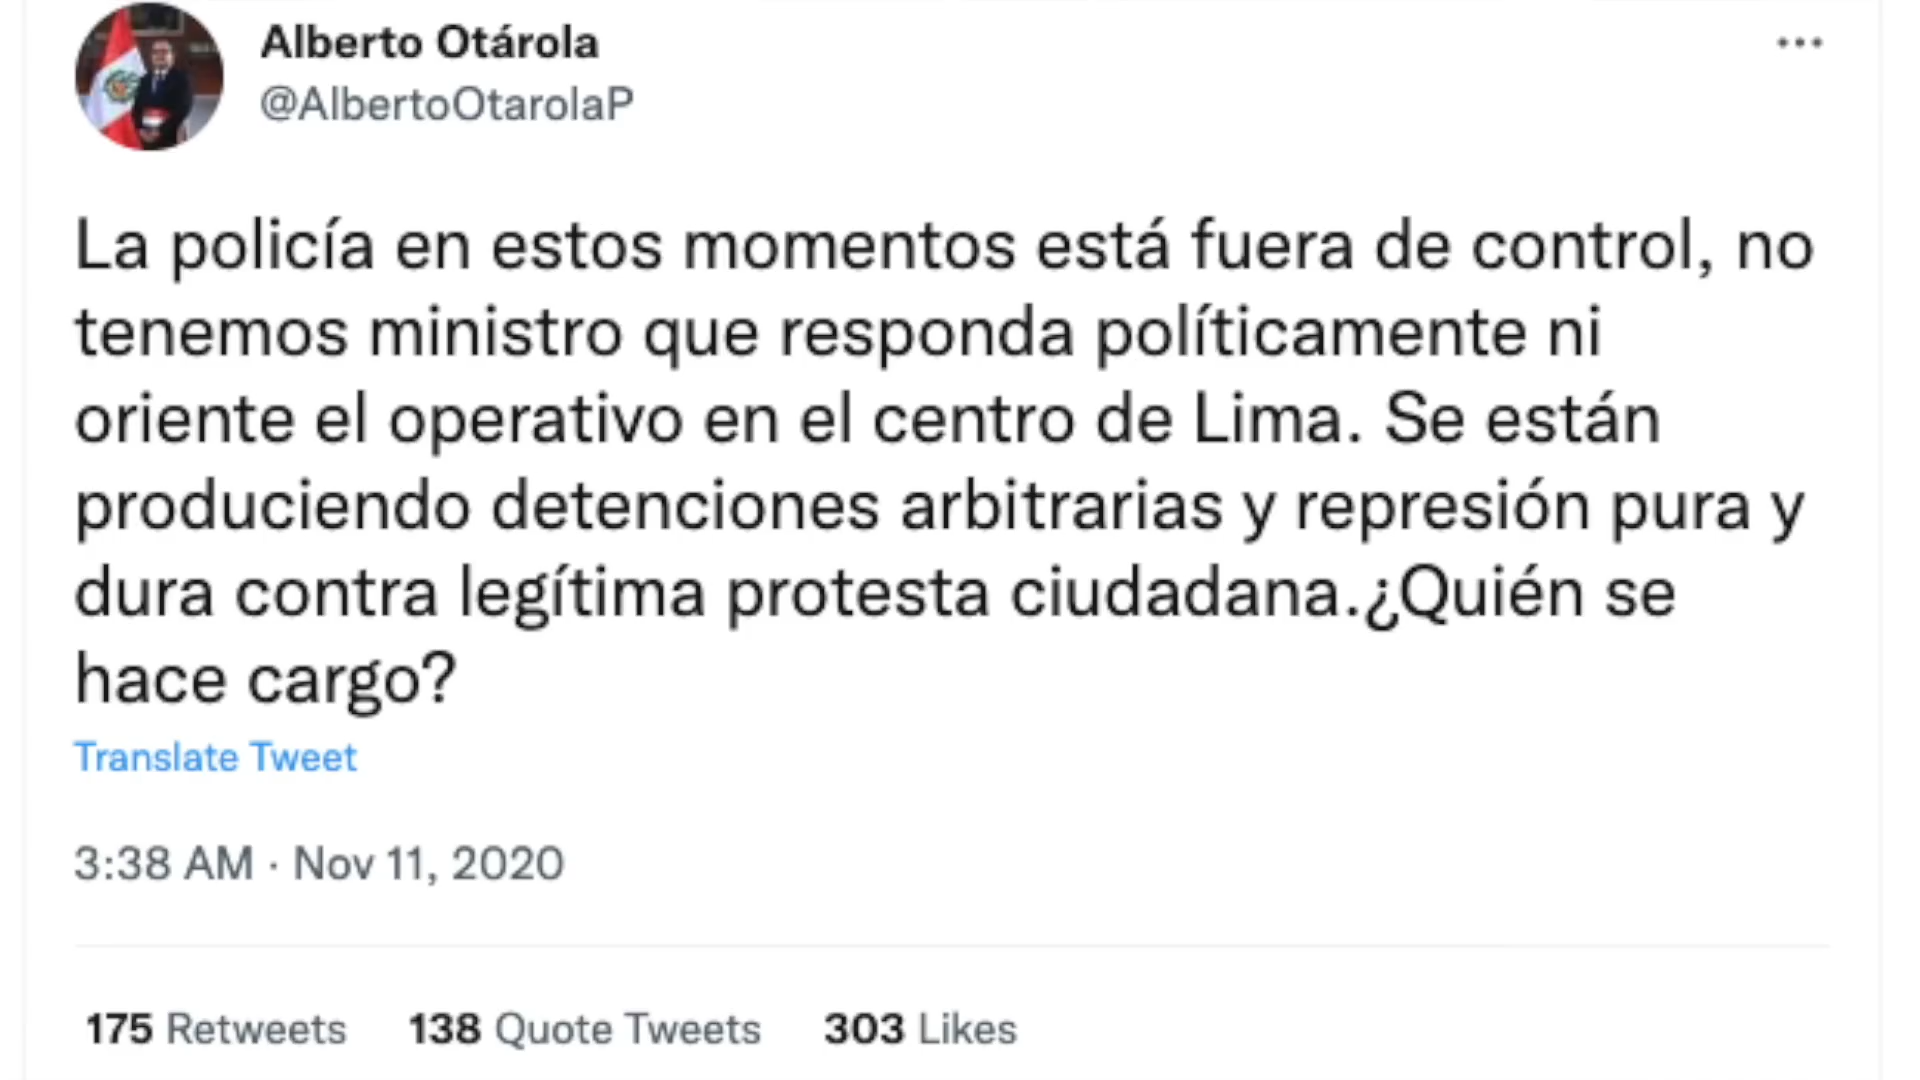 Alberto Otárola
@AlbertoOtarolaP
La policía en estos momentos está fuera de control, no
tenemos ministro que responda políticamente ni
oriente el operativo en el centro de Lima. Se están
produciendo detenciones arbitrarias y represión pura y
dura contra legítima protesta ciudadana.¿Quién se
hace cargo?
Translate Tweet
3:38 AM · Nov 11, 2020
175 Retweets 138 Quote Tweets 303 Likes